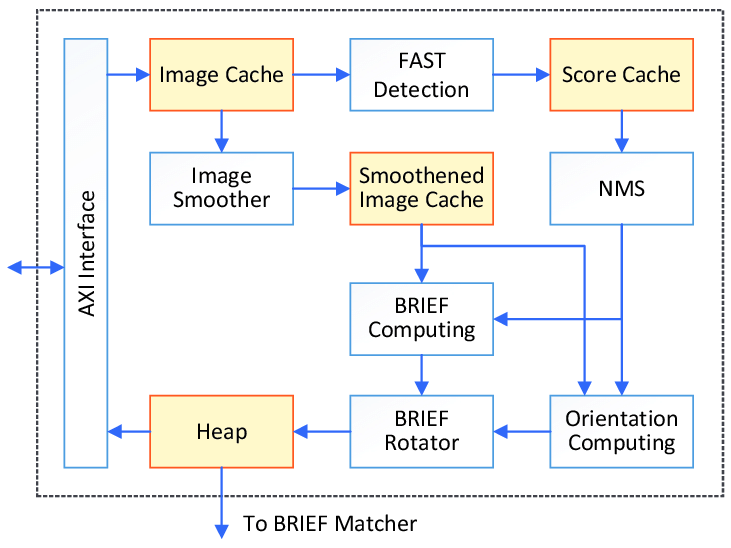 Image Cache
FAST
Detection
Score Cache
Image
Smoother
Smoothened
Image Cache
NMS
AXI Interface
BRIEF
Computing
Heap
BRIEF
Rotator
Orientation
Computing
To BRIEF Matcher